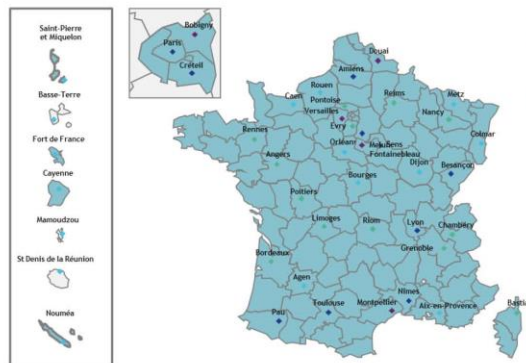 Saint-Pierre
et Miquelon
Basse-Terre
Fort de France
Cayenne
Mamoudzou
St Denis de la Réunion
Nouméa
Bobigny
Paris
Créteil
Douai
Amiens
Rouen
Caen
Pontoise
Versailles
Reims
Metz
Nancy
Evry
Rennes
Colmar
Orléans
Melun
Sens
Fontainebleau
Angers
Dijon
Besançon
Bourges
Poitiers
Limoges
Riom
Lyon
Chambéry
Grenoble
Bordeaux
Agen
Nîmes
Toulouse
Montpellier
Aix-en-Provence
Pau
Bastia